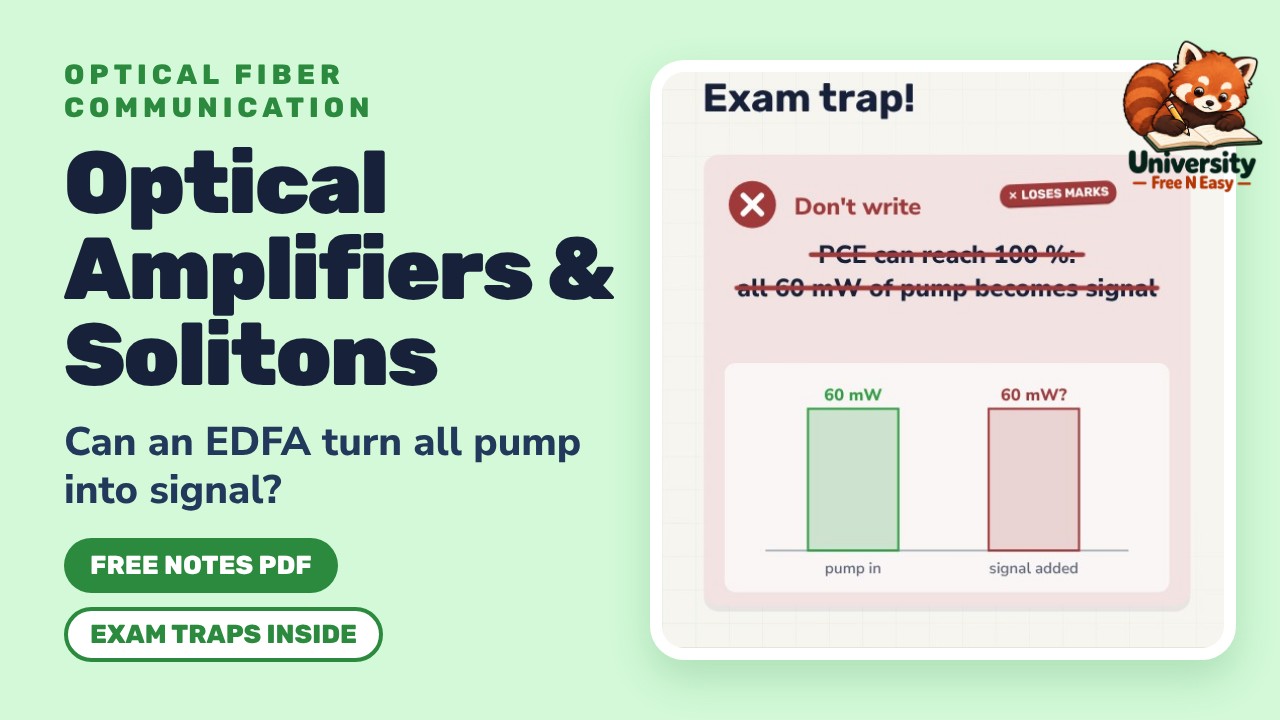 OPTICAL FIBER
COMMUNICATION
Optical
Amplifiers &
Solitons
Can an EDFA turn all pump
into signal?
FREE NOTES PDF
EXAM TRAPS INSIDE
Exam trap!
Don't write
× LOSES MARKS
PCE can reach 100 %:
all 60 mW of pump becomes signal
60 mW
60 mW?
pump in
signal added
University
Free N Easy